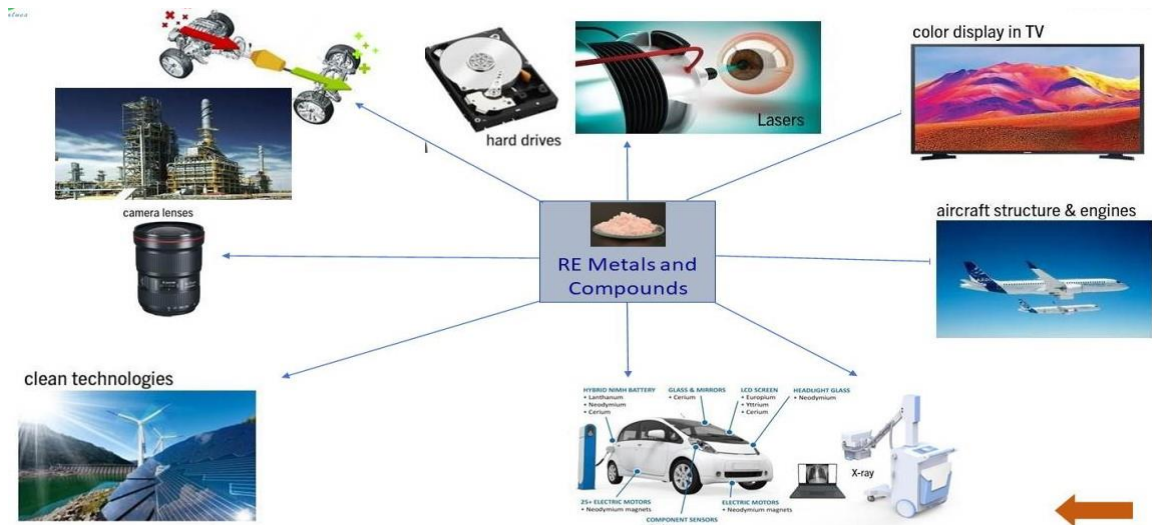 color display in TV
Lasers
hard drives
camera lenses
aircraft structure & engines
RE Metals and
Compounds
clean technologies
HYBRID NIMH BATTERY
• Lanthanum
• Neodymium
• Cerium
GLASS & MIRRORS
• Cerium
LCD SCREEN
• Europium
• Yttrium
• Cerium
HEADLIGHT GLASS
• Neodymium
X-ray
25+ ELECTRIC MOTORS
• Neodymium magnets
COMPONENT SENSORS
ELECTRIC MOTORS
• Neodymium magnets